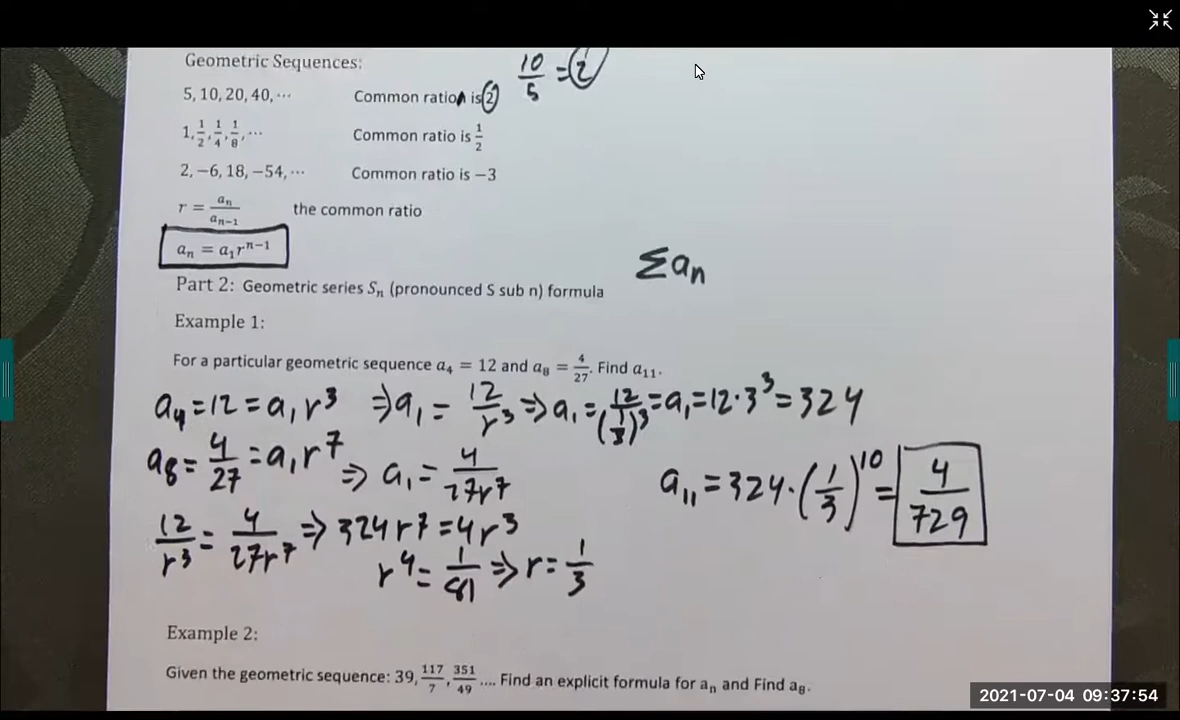 Geometric Sequences:
10/5 = 2
5, 10, 20, 40, ⋯ Common ratio is 2
1, 1/2, 1/4, 1/8, ⋯ Common ratio is 1/2
2, −6, 18, −54, ⋯ Common ratio is −3
r = aₙ/aₙ₋₁ the common ratio
aₙ = a₁rⁿ⁻¹
Σaₙ
Part 2: Geometric series Sₙ (pronounced S sub n) formula
Example 1:
For a particular geometric sequence a₄ = 12 and a₈ = 4/27. Find a₁₁.
a₄ = 12 = a₁r³ ⇒ a₁ = 12/r³ ⇒ a₁ = 12/(1/3)³ = a₁ = 12·3³ = 324
a₈ = 4/27 = a₁r⁷ ⇒ a₁ = 4/27r⁷
a₁₁ = 324·(1/3)¹⁰ = 4/729
12/r³ = 4/27r⁷ ⇒ 324r⁷ = 4r³
r⁴ = 1/81 ⇒ r = 1/3
Example 2:
Given the geometric sequence: 39, 117/7, 351/49 .... Find an explicit formula for aₙ and Find a₈.
2021-07-04 09:37:54